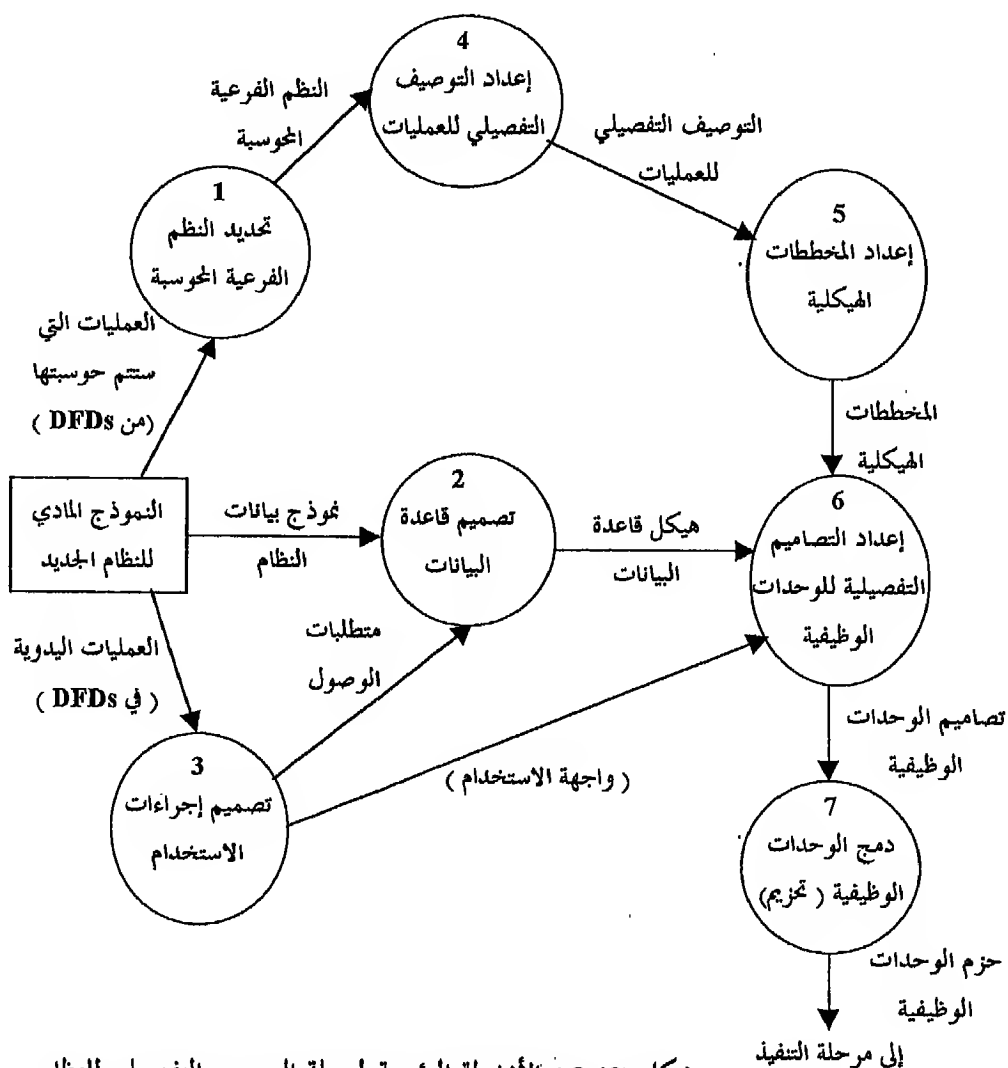 4
إعداد التوصيف
التفصيلي للعمليات
النظم الفرعية
المحوسبة
التوصيف التفصيلي
للعمليات
1
تحديد النظم
الفرعية المحوسبة
5
إعداد المخططات
الهيكلية
العمليات التي
ستتم حوسبتها
(من DFDs )
المخططات
الهيكلية
النموذج المادي
للنظام الجديد
نموذج بيانات
النظام
2
تصميم قاعدة
البيانات
هيكل قاعدة
البيانات
6
إعداد التصاميم
التفصيلية للوحدات
الوظيفية
العمليات اليدوية
( في DFDs )
متطلبات
الوصول
3
تصميم إجراءات
الاستخدام
( واجهة الاستخدام )
تصاميم الوحدات
الوظيفية
7
دمج الوحدات
الوظيفية ( تحزيم)
حزم الوحدات
الوظيفية
إلى مرحلة التنفيذ